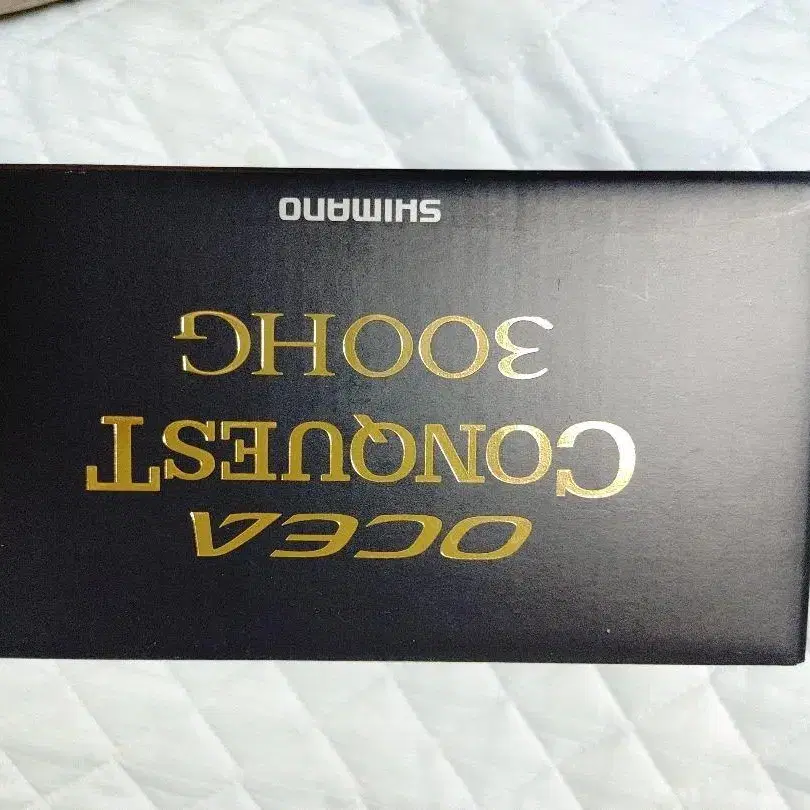 OCEA
CONQUEST
300HG
SHIMANO